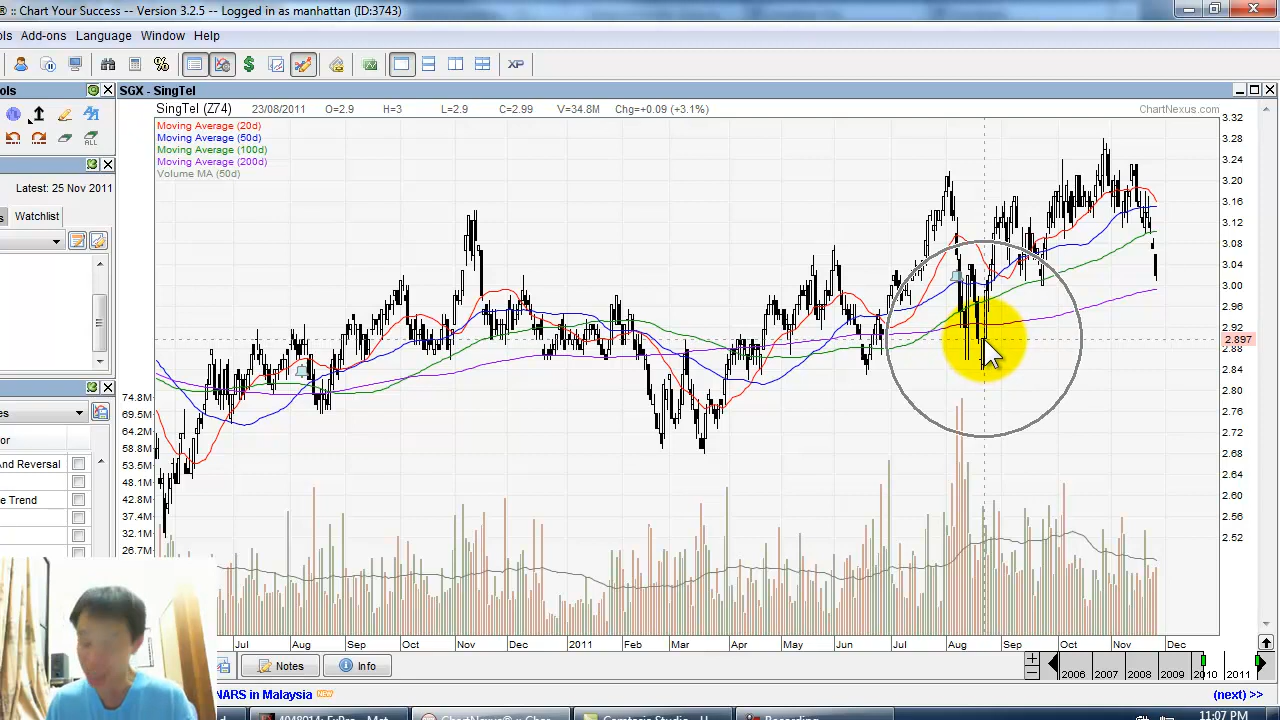 ® :: Chart Your Success -- Version 3.2.5 -- Logged in as manhattan (ID:3743)
ols Add-ons Language Window Help
XP
ols
SGX - SingTel
SingTel (Z74) 23/08/2011 O=2.9 H=3 L=2.9 C=2.99 V=34.8M Chg=+0.09 (+3.1%)
ChartNexus.com
Moving Average (20d)
Moving Average (50d)
Moving Average (100d)
Moving Average (200d)
Volume MA (50d)
ALL
Latest: 25 Nov 2011
s Watchlist
es
or
And Reversal
e Trend
3.32
3.28
3.24
3.20
3.16
3.12
3.08
3.04
3.00
2.96
2.92
2.897
2.88
2.84
2.80
2.76
2.72
2.68
2.64
2.60
2.56
2.52
74.8M
69.5M
64.2M
58.8M
53.5M
48.1M
42.8M
37.4M
32.1M
26.7M
Jul Aug Sep Oct Nov Dec 2011 Feb Mar Apr May Jun Jul Aug Sep Oct Nov Dec
Notes Info
2006 2007 2008 2009 2010 2011
NARS in Malaysia NEW
(next) >>
11:07 PM